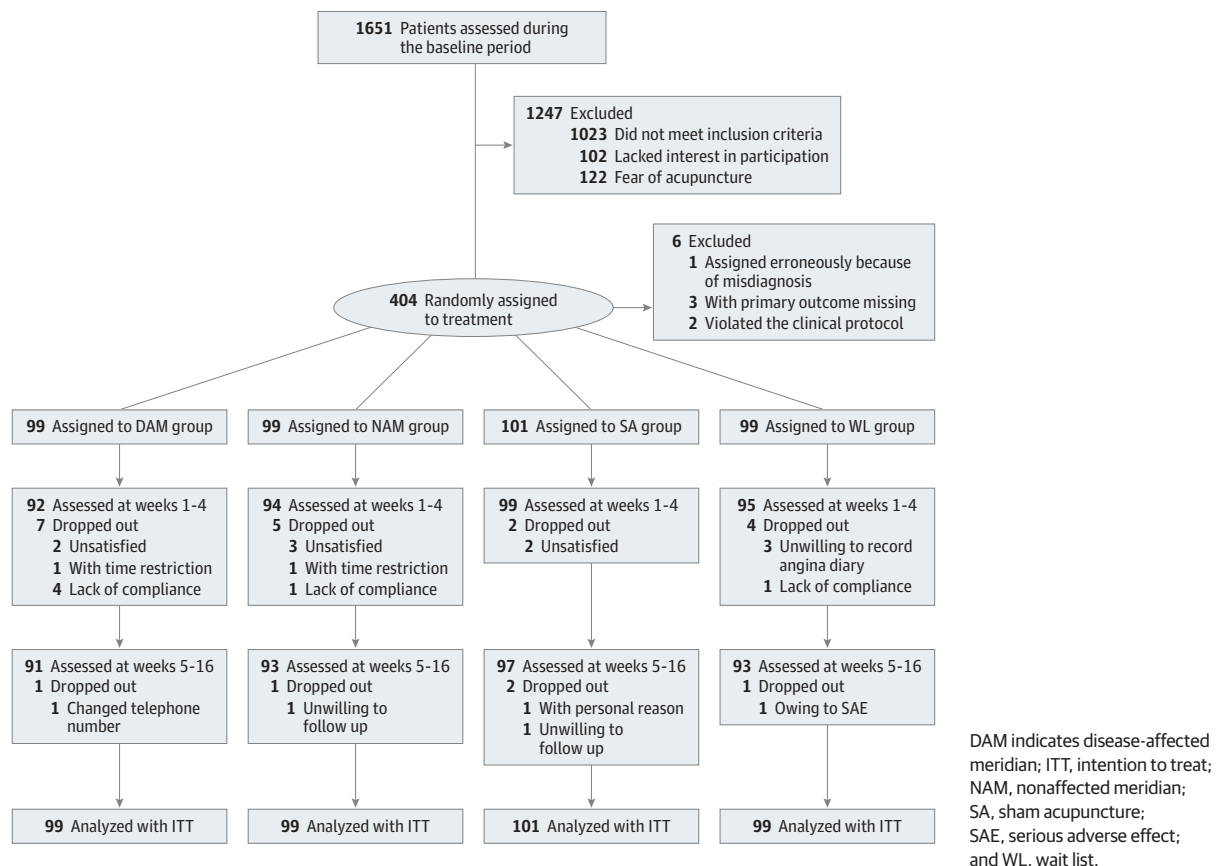 1651 Patients assessed during
the baseline period
1247 Excluded
1023 Did not meet inclusion criteria
102 Lacked interest in participation
122 Fear of acupuncture
6 Excluded
1 Assigned erroneously because
of misdiagnosis
3 With primary outcome missing
2 Violated the clinical protocol
404 Randomly assigned
to treatment
99 Assigned to DAM group
99 Assigned to NAM group
101 Assigned to SA group
99 Assigned to WL group
92 Assessed at weeks 1-4
7 Dropped out
2 Unsatisfied
1 With time restriction
4 Lack of compliance
94 Assessed at weeks 1-4
5 Dropped out
3 Unsatisfied
1 With time restriction
1 Lack of compliance
99 Assessed at weeks 1-4
2 Dropped out
2 Unsatisfied
95 Assessed at weeks 1-4
4 Dropped out
3 Unwilling to record
angina diary
1 Lack of compliance
91 Assessed at weeks 5-16
1 Dropped out
1 Changed telephone
number
93 Assessed at weeks 5-16
1 Dropped out
1 Unwilling to
follow up
97 Assessed at weeks 5-16
2 Dropped out
1 With personal reason
1 Unwilling to
follow up
93 Assessed at weeks 5-16
1 Dropped out
1 Owing to SAE
99 Analyzed with ITT
99 Analyzed with ITT
101 Analyzed with ITT
99 Analyzed with ITT
DAM indicates disease-affected
meridian; ITT, intention to treat;
NAM, nonaffected meridian;
SA, sham acupuncture;
SAE, serious adverse effect;
and WL, wait list.